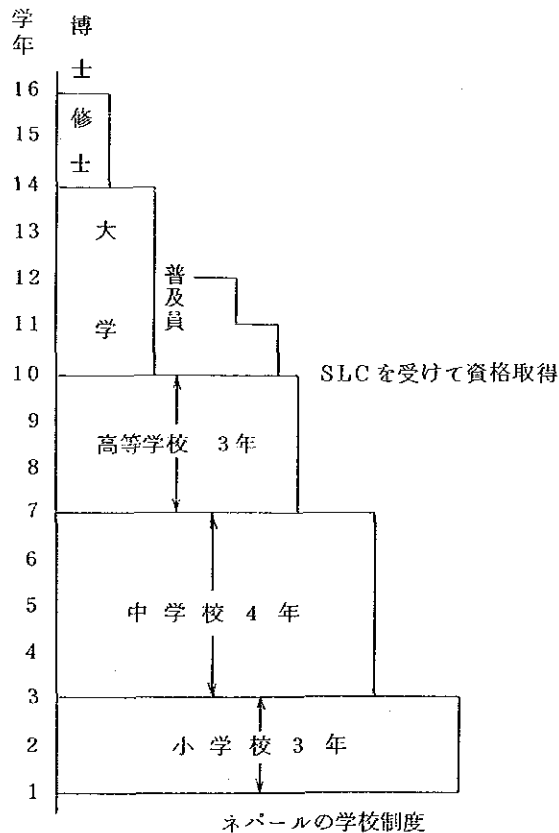 学年
博士
16
修士
15
14
大学
13
12
普及員
11
10
SLCを受けて資格取得
9
高等学校 3年
8
7
6
5
中学校 4年
4
3
2
小学校 3年
1
ネパールの学校制度